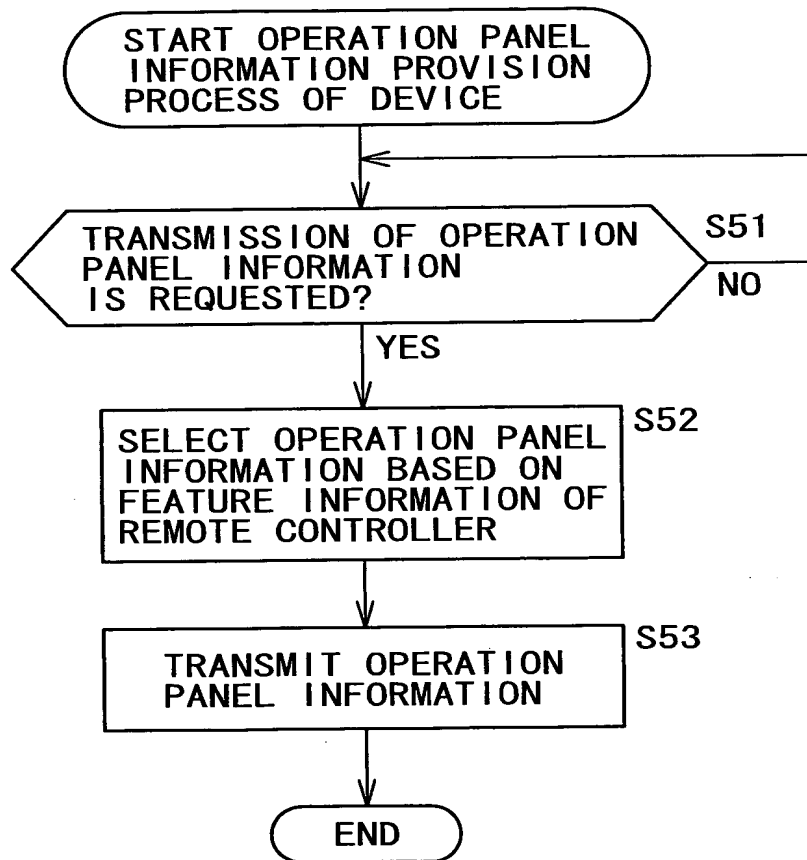 START OPERATION PANEL
INFORMATION PROVISION
PROCESS OF DEVICE
TRANSMISSION OF OPERATION
PANEL INFORMATION
IS REQUESTED?
S51
NO
YES
S52
SELECT OPERATION PANEL
INFORMATION BASED ON
FEATURE INFORMATION OF
REMOTE CONTROLLER
S53
TRANSMIT OPERATION
PANEL INFORMATION
END